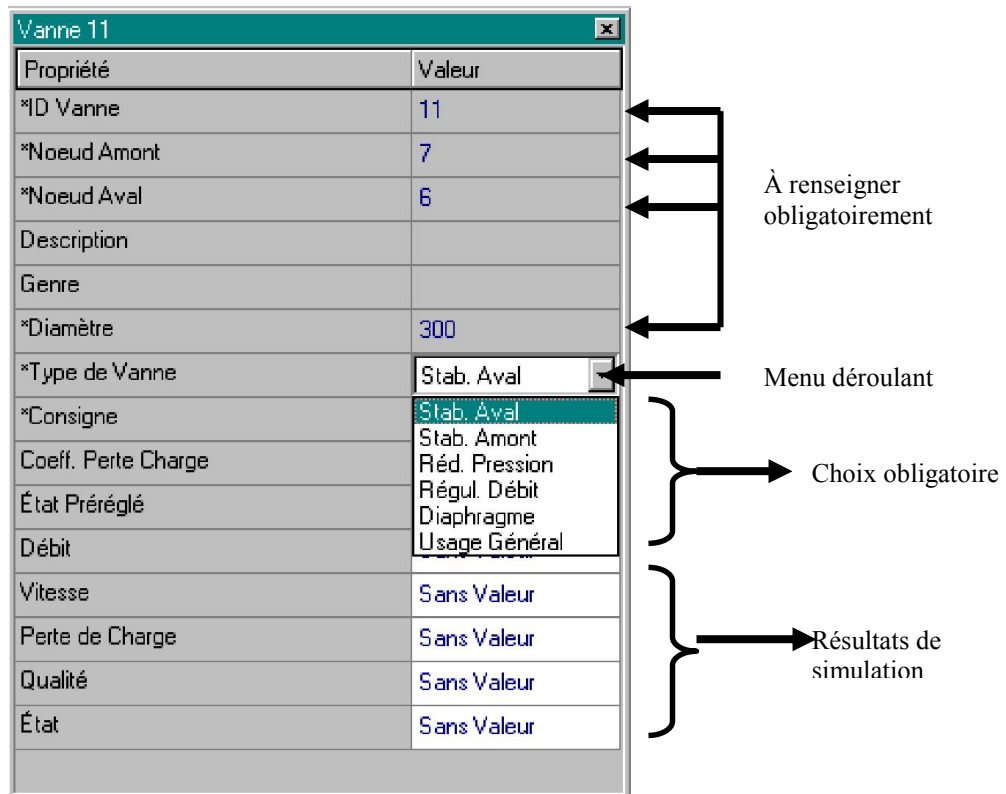 Vanne 11
Propriété Valeur
*ID Vanne 11
*Noeud Amont 7
*Noeud Aval 6
Description
Genre
*Diamètre 300
*Type de Vanne Stab. Aval
*Consigne
Coeff. Perte Charge
État Préréglé
Débit
Stab. Aval
Stab. Amont
Réd. Pression
Régul. Débit
Diaphragme
Usage Général
Vitesse Sans Valeur
Perte de Charge Sans Valeur
Qualité Sans Valeur
État Sans Valeur
À renseigner
obligatoirement
Menu déroulant
Choix obligatoire
Résultats de
simulation